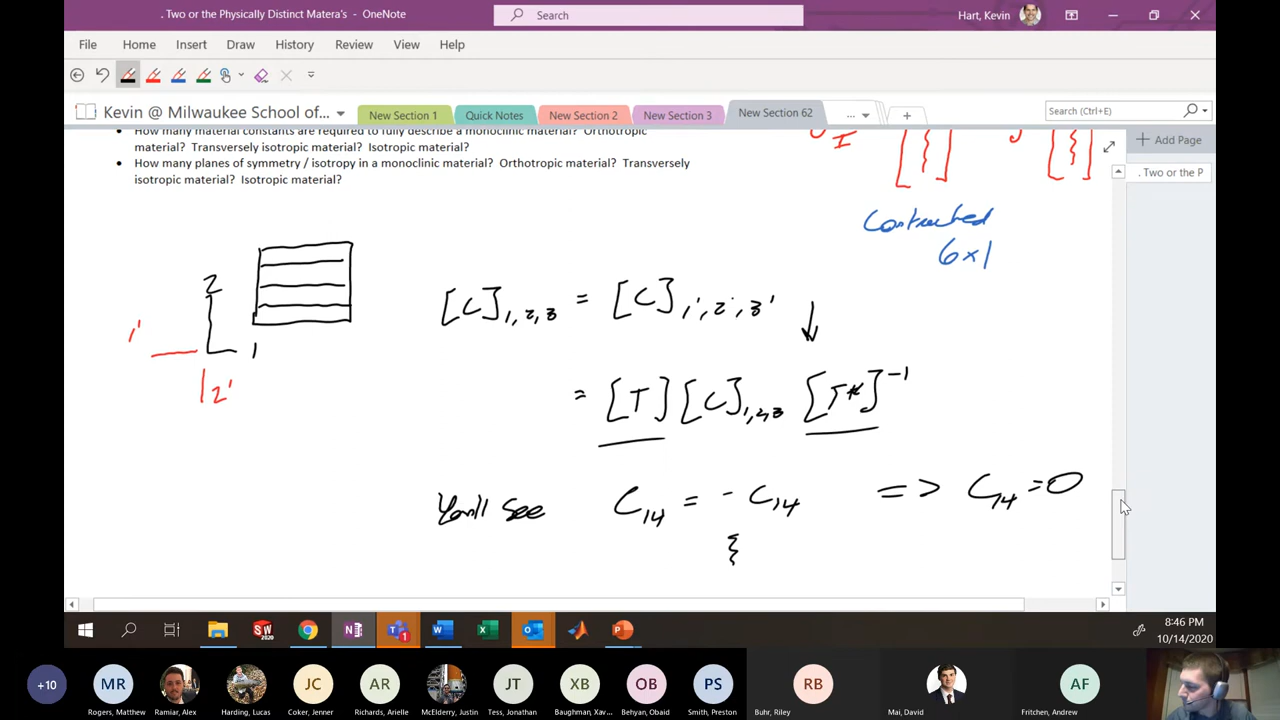 . Two or the Physically Distinct Matera's - OneNote
Search
Hart, Kevin
File Home Insert Draw History Review View Help
Kevin @ Milwaukee School of...
New Section 1
Quick Notes
New Section 2
New Section 3
New Section 62
...
Search (Ctrl+E)
Add Page
. Two or the P
How many material constants are required to fully describe a monoclinic material? Orthotropic
material? Transversely isotropic material? Isotropic material?
How many planes of symmetry / isotropy in a monoclinic material? Orthotropic material? Transversely
isotropic material? Isotropic material?
Contracted
6x1
2
1
1'
2'
[C]1,2,3 = [C]1',2',3'
= [T][C]1,2,3 [T*]-1
You'll see C14 = - C14 => C14 = 0
8:46 PM
10/14/2020
+10
MR
JC
AR
JT
XB
OB
PS
RB
AF
Rogers, Matthew
Ramiar, Alex
Harding, Lucas
Coker, Jenner
Richards, Arielle
McElderry, Justin
Tess, Jonathan
Baughman, Xav...
Behyan, Obaid
Smith, Preston
Buhr, Riley
Mai, David
Fritchen, Andrew